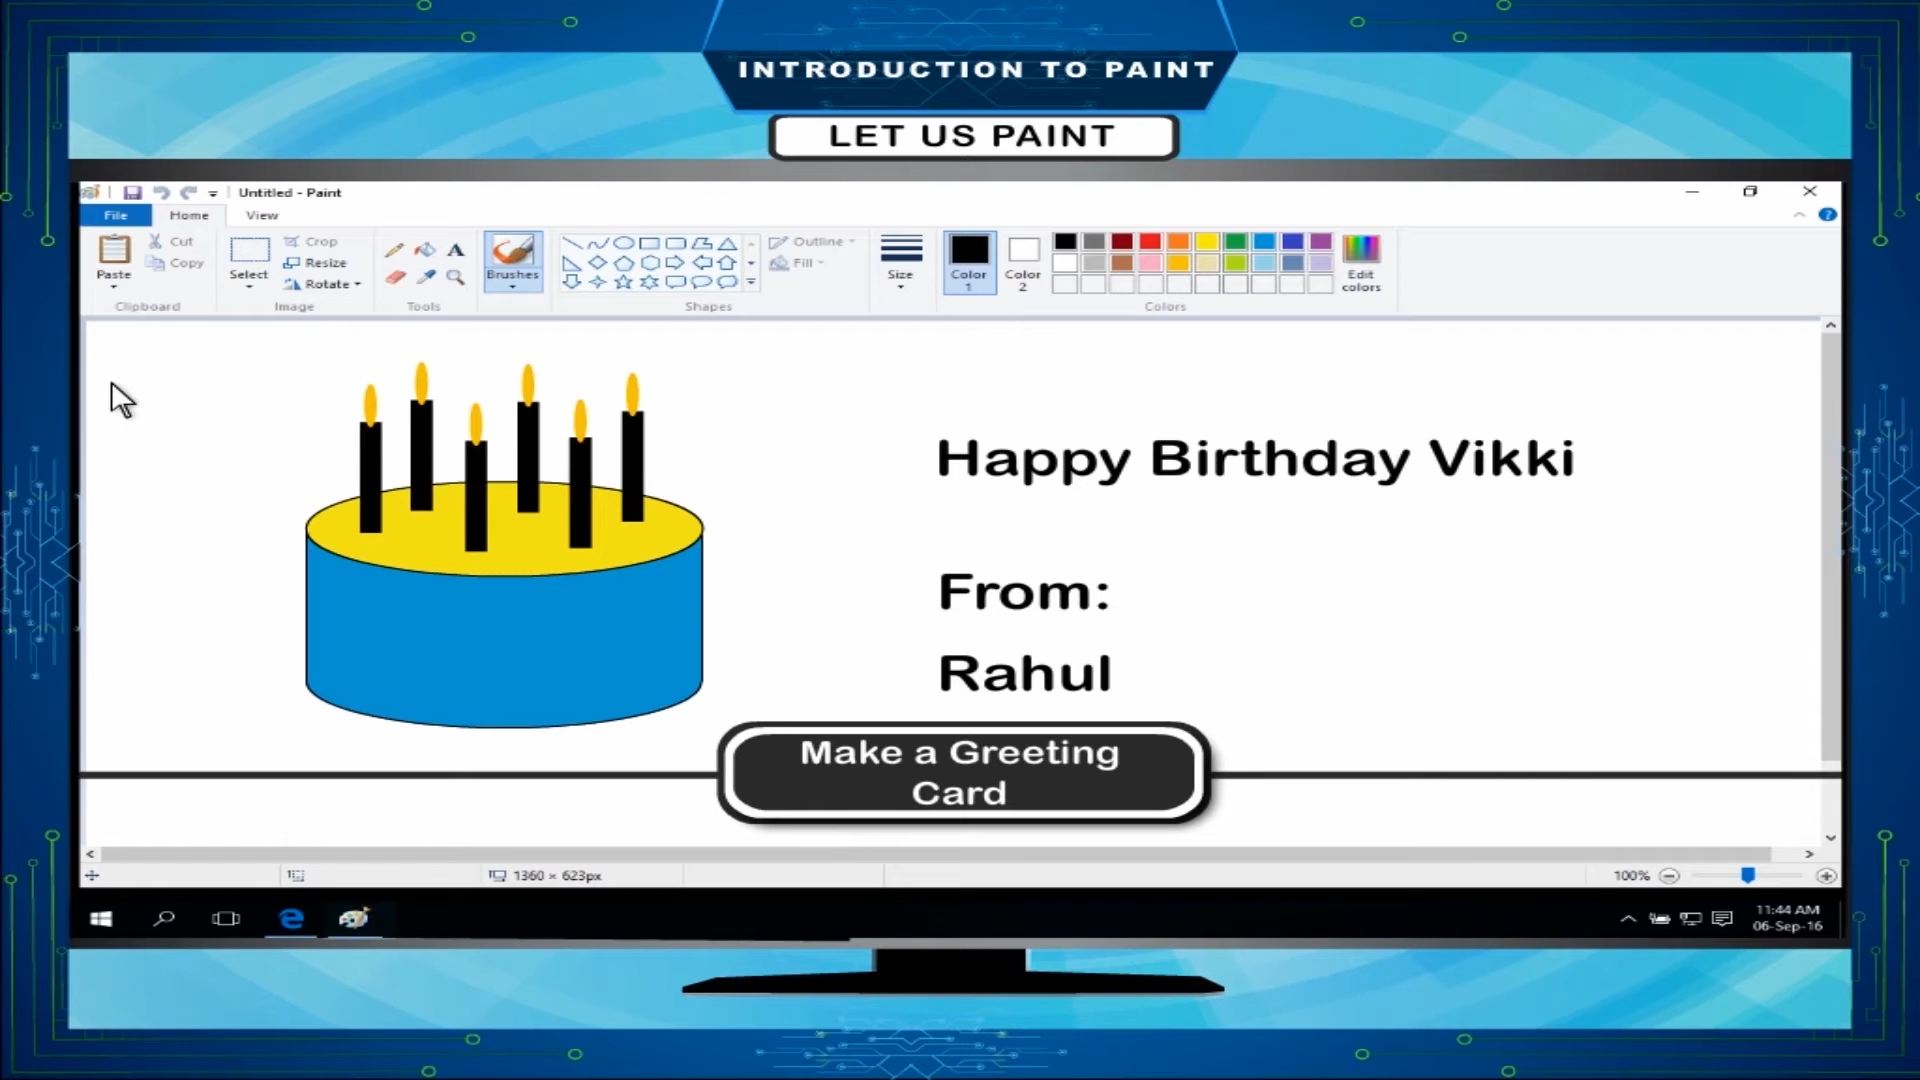 INTRODUCTION TO PAINT
LET US PAINT
Untitled - Paint
File Home View
Paste
Clipboard
Cut
Copy
Select
Crop
Resize
Rotate
Image
A
Tools
Brushes
Shapes
Outline
Fill
Size
Color
1
Color
2
Edit
colors
Colors
Happy Birthday Vikki
From:
Rahul
Make a Greeting
Card
1360 × 623px
100%
11:44 AM
06-Sep-16